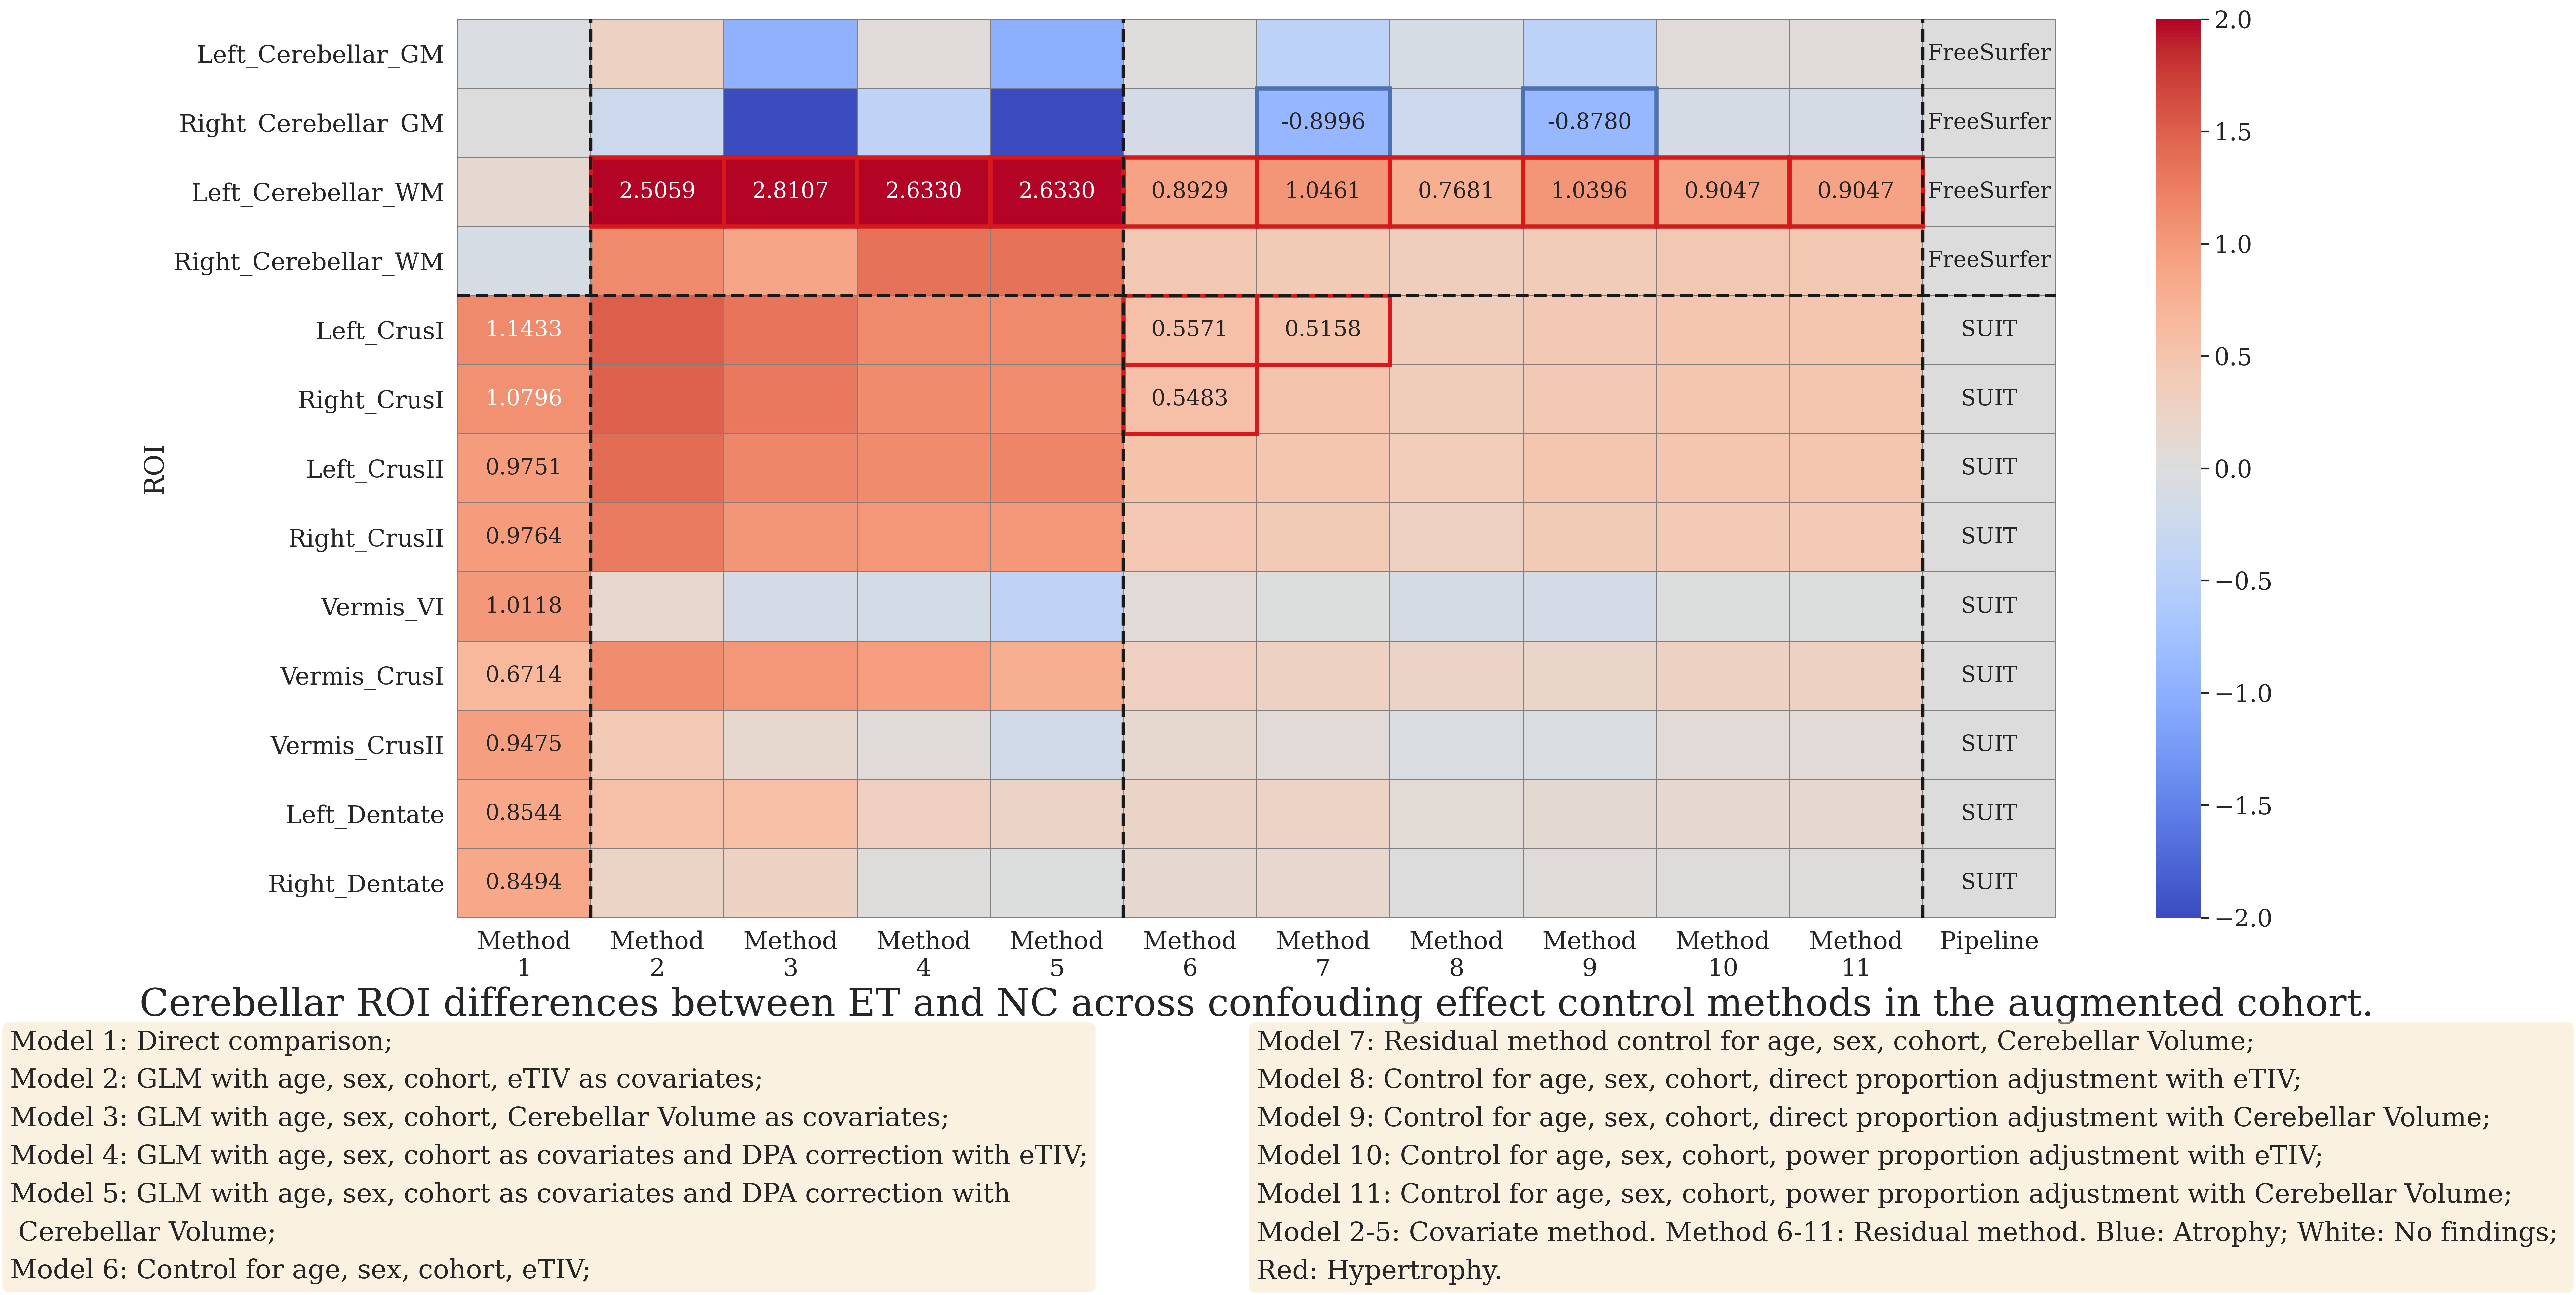 Left_Cerebellar_GM FreeSurfer
Right_Cerebellar_GM -0.8996 -0.8780 FreeSurfer
Left_Cerebellar_WM 2.5059 2.8107 2.6330 2.6330 0.8929 1.0461 0.7681 1.0396 0.9047 0.9047 FreeSurfer
Right_Cerebellar_WM FreeSurfer
Left_CrusI 1.1433 0.5571 0.5158 SUIT
Right_CrusI 1.0796 0.5483 SUIT
Left_CrusII 0.9751 SUIT
Right_CrusII 0.9764 SUIT
Vermis_VI 1.0118 SUIT
Vermis_CrusI 0.6714 SUIT
Vermis_CrusII 0.9475 SUIT
Left_Dentate 0.8544 SUIT
Right_Dentate 0.8494 SUIT
ROI
Method Method Method Method Method Method Method Method Method Method Method Pipeline
1 2 3 4 5 6 7 8 9 10 11
2.0
1.5
1.0
0.5
0.0
−0.5
−1.0
−1.5
−2.0
Cerebellar ROI differences between ET and NC across confouding effect control methods in the augmented cohort.
Model 1: Direct comparison;
Model 2: GLM with age, sex, cohort, eTIV as covariates;
Model 3: GLM with age, sex, cohort, Cerebellar Volume as covariates;
Model 4: GLM with age, sex, cohort as covariates and DPA correction with eTIV;
Model 5: GLM with age, sex, cohort as covariates and DPA correction with
Cerebellar Volume;
Model 6: Control for age, sex, cohort, eTIV;
Model 7: Residual method control for age, sex, cohort, Cerebellar Volume;
Model 8: Control for age, sex, cohort, direct proportion adjustment with eTIV;
Model 9: Control for age, sex, cohort, direct proportion adjustment with Cerebellar Volume;
Model 10: Control for age, sex, cohort, power proportion adjustment with eTIV;
Model 11: Control for age, sex, cohort, power proportion adjustment with Cerebellar Volume;
Model 2-5: Covariate method. Method 6-11: Residual method. Blue: Atrophy; White: No findings;
Red: Hypertrophy.